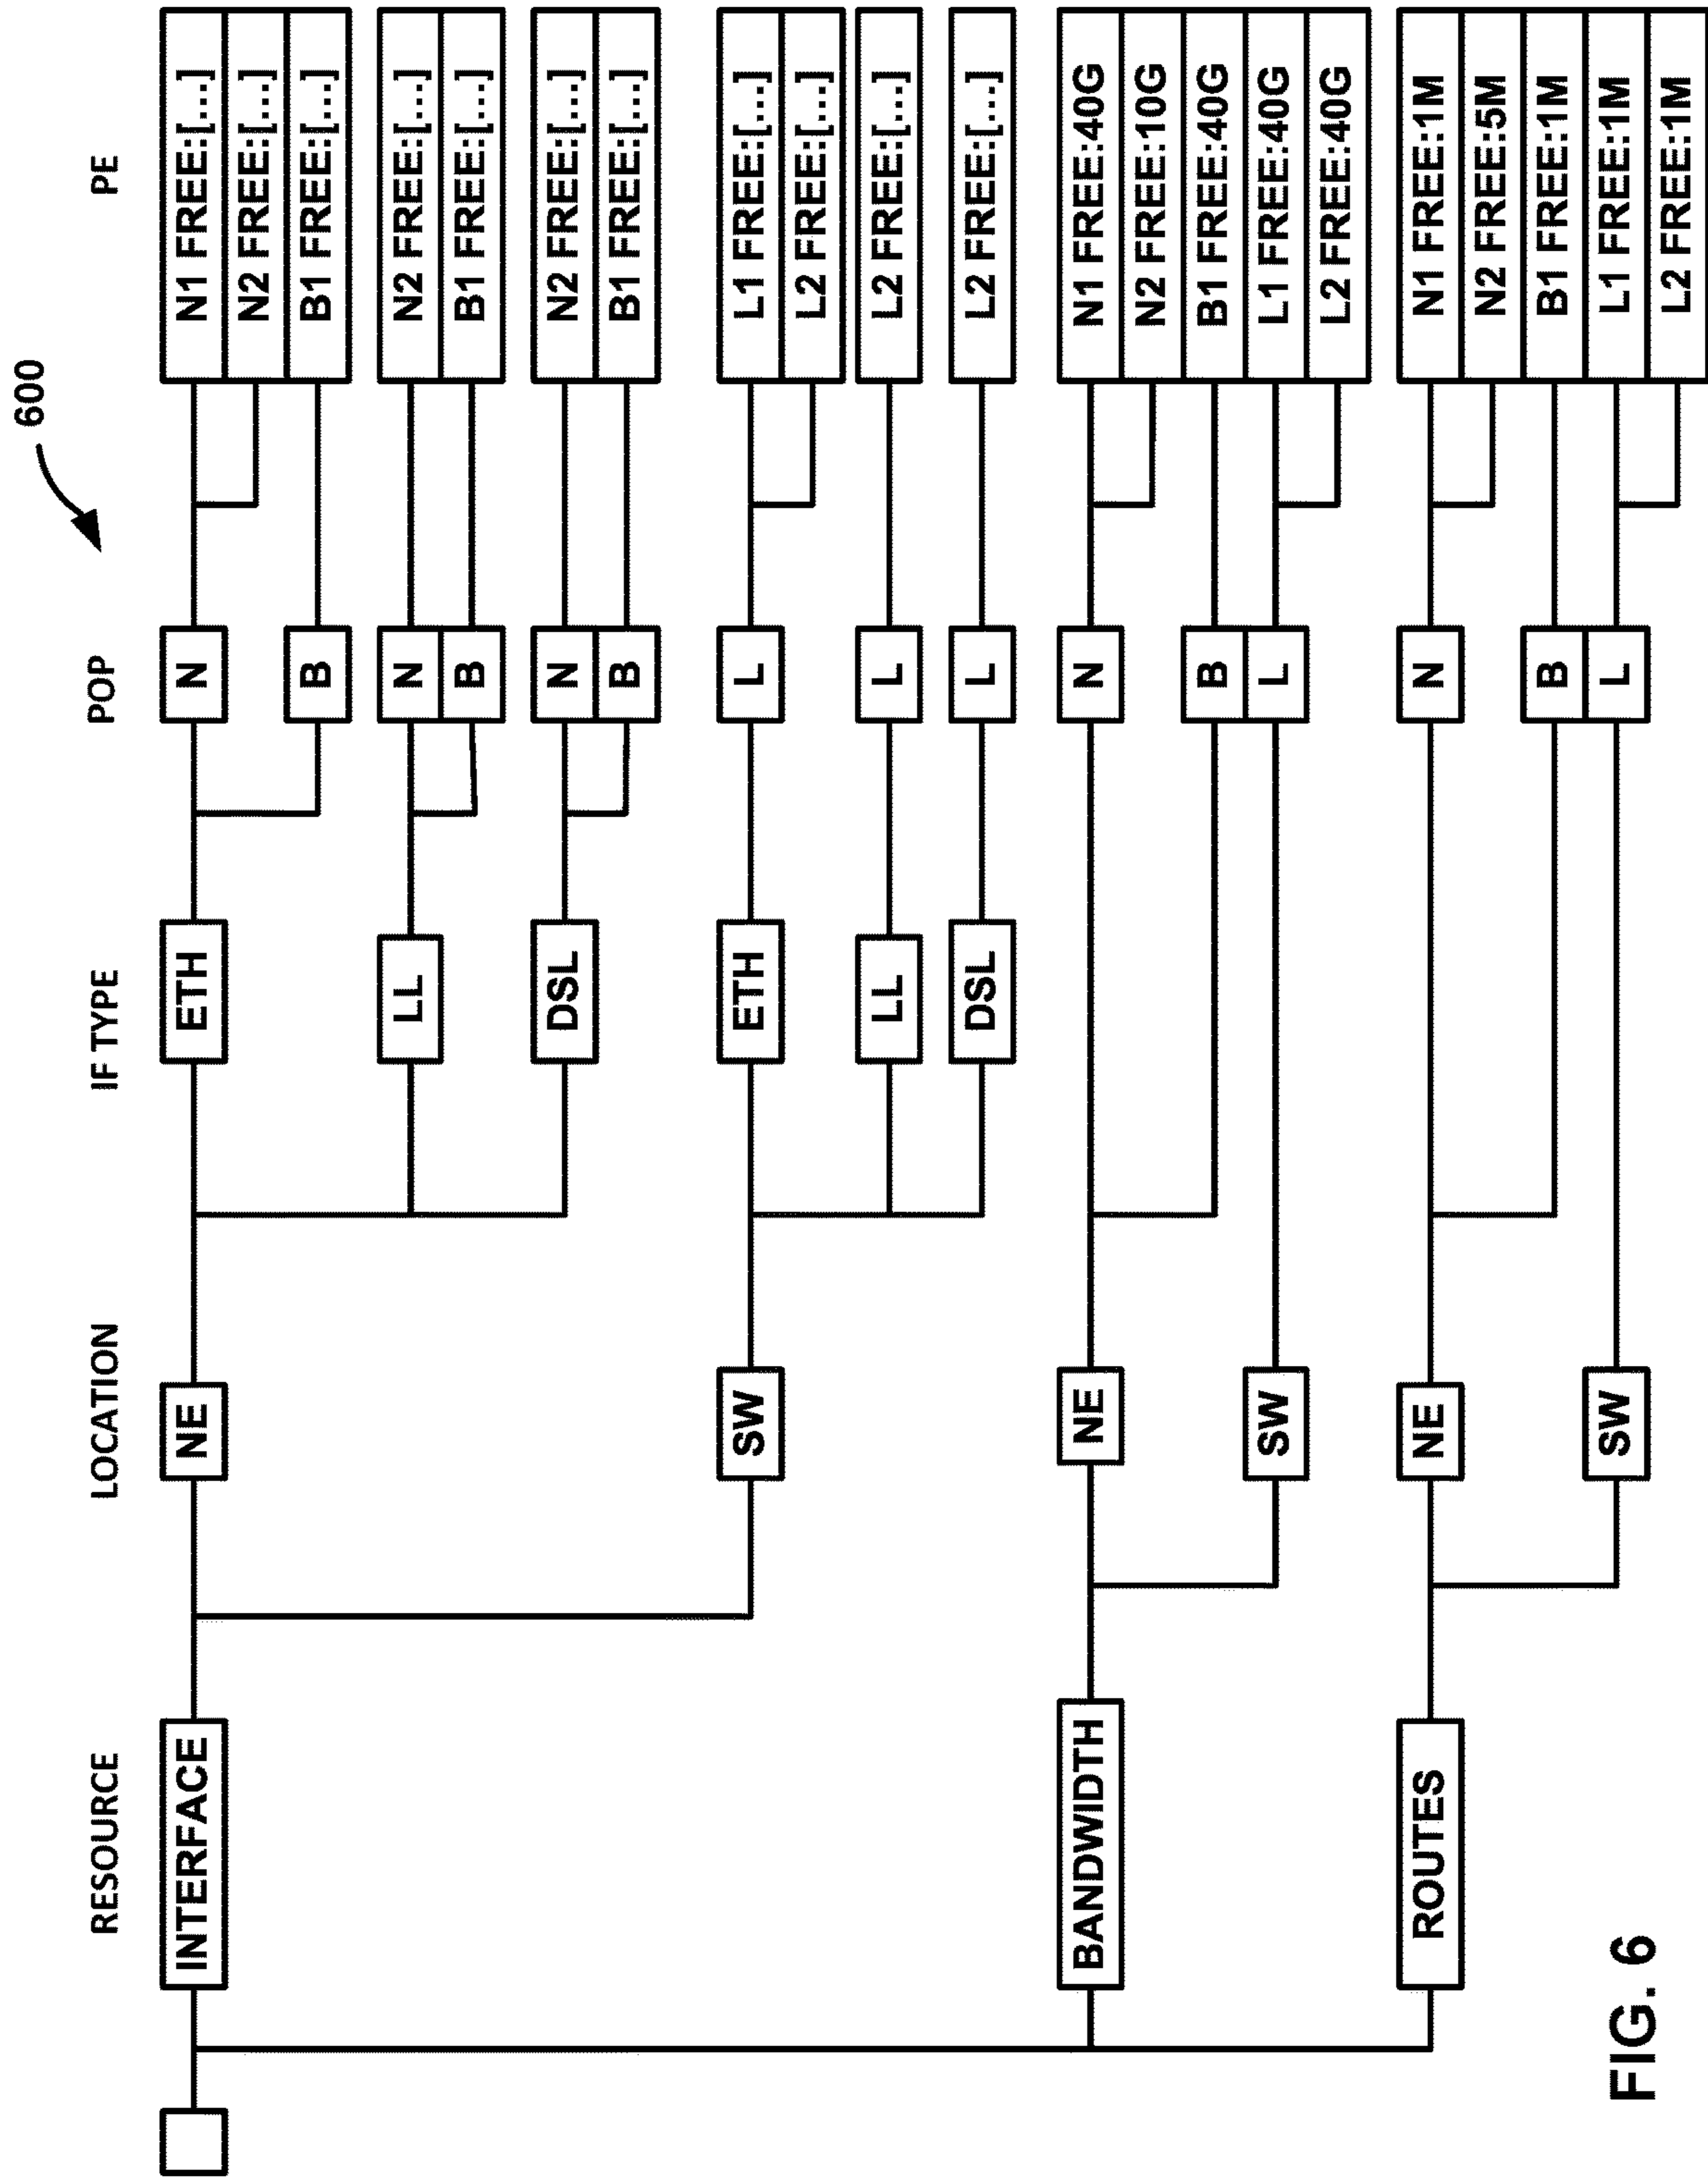 600
RESOURCE LOCATION IF TYPE POP PE
INTERFACE NE ETH N N1 FREE:[...]
N2 FREE:[...]
B B1 FREE:[...]
LL N N2 FREE:[...]
B B1 FREE:[...]
DSL N N2 FREE:[...]
B B1 FREE:[...]
SW ETH L L1 FREE:[...]
L2 FREE:[...]
LL L L2 FREE:[...]
DSL L L2 FREE:[...]
BANDWIDTH NE N N1 FREE:40G
N2 FREE:10G
B B1 FREE:40G
SW L L1 FREE:40G
L2 FREE:40G
ROUTES NE N N1 FREE:1M
N2 FREE:5M
B B1 FREE:1M
SW L L1 FREE:1M
L2 FREE:1M
FIG. 6